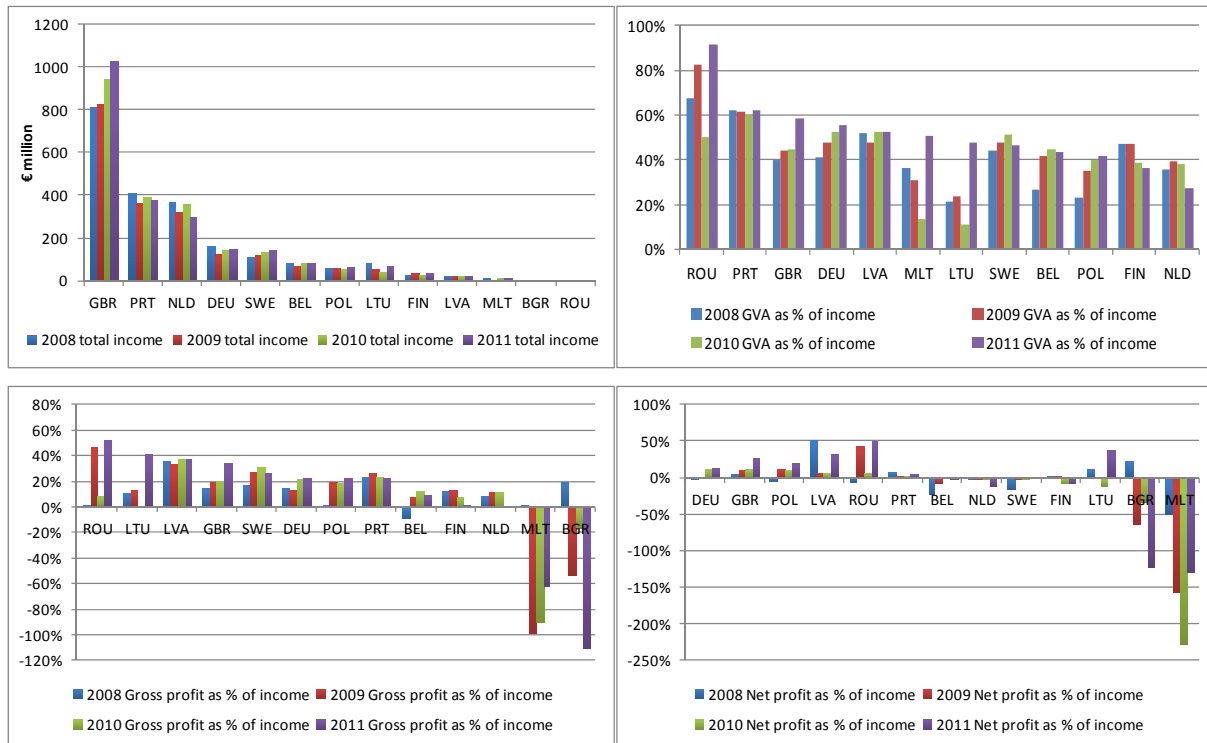 1200
1000
800
600
400
200
0
€ million
GBR PRT NLD DEU SWE BEL POL LTU FIN LVA MLT BGR ROU
2008 total income 2009 total income 2010 total income 2011 total income
100%
80%
60%
40%
20%
0%
ROU PRT GBR DEU LVA MLT LTU SWE BEL POL FIN NLD
2008 GVA as % of income 2009 GVA as % of income
2010 GVA as % of income 2011 GVA as % of income
80%
60%
40%
20%
0%
-20%
-40%
-60%
-80%
-100%
-120%
ROU LTU LVA GBR SWE DEU POL PRT BEL FIN NLD MLT BGR
2008 Gross profit as % of income 2009 Gross profit as % of income
2010 Gross profit as % of income 2011 Gross profit as % of income
100%
50%
0%
-50%
-100%
-150%
-200%
-250%
DEU GBR POL LVA ROU PRT BEL NLD SWE FIN LTU BGR MLT
2008 Net profit as % of income 2009 Net profit as % of income
2010 Net profit as % of income 2011 Net profit as % of income